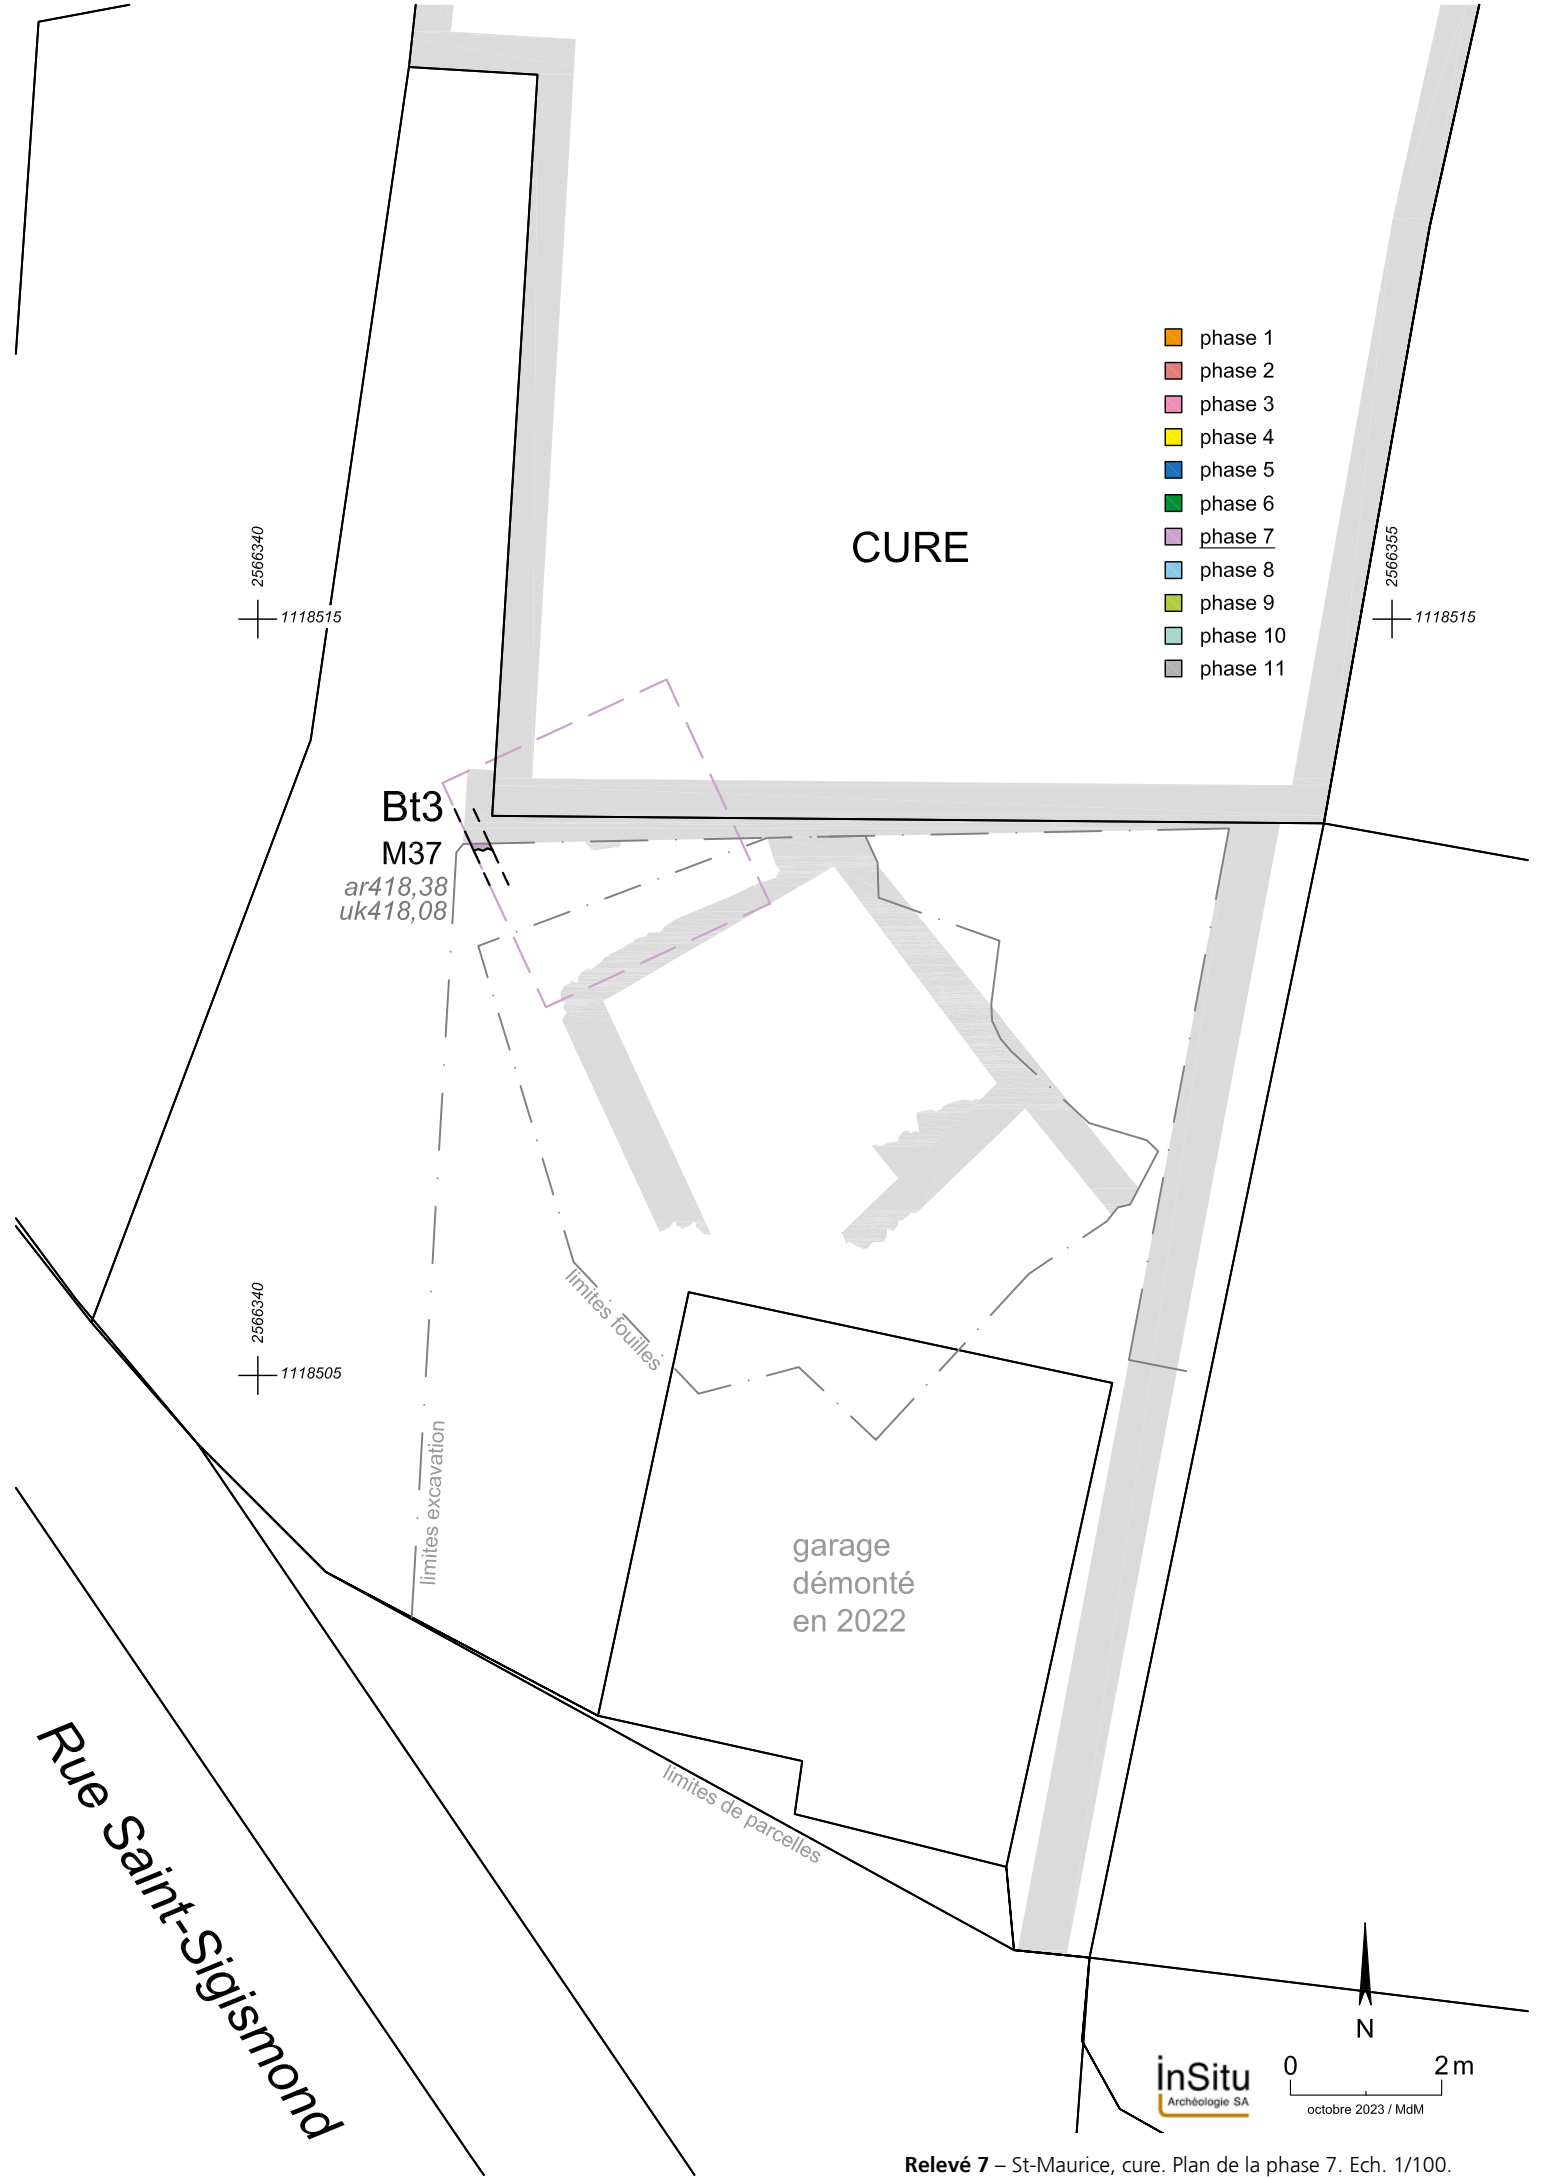 phase 1
phase 2
phase 3
phase 4
phase 5
phase 6
phase 7
phase 8
phase 9
phase 10
phase 11
CURE
2566340
1118515
2566355
1118515
Bt3
M37
ar418,38
uk418,08
limites fouilles
2566340
1118505
limites excavation
garage
démonté
en 2022
limites de parcelles
Rue Saint-Sigismond
N
inSitu
Archéologie SA
0 2 m
octobre 2023 / MdM
Relevé 7 – St-Maurice, cure. Plan de la phase 7. Ech. 1/100.